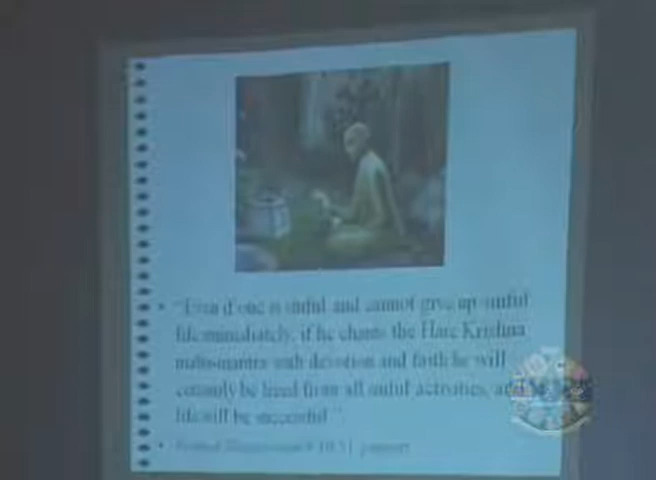 "Even if one is sinful and cannot give up sinful
life immediately, if he chants the Hare Krishna
maha-mantra with devotion and faith he will
certainly be freed from all sinful activities, and
life will be successful".
purport